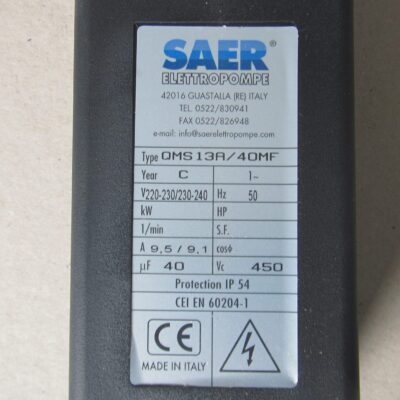 SAER®
ELETTROPOMPE
42016 GUASTALLA (RE) ITALY
TEL. 0522/830941
FAX 0522/826948
e-mail: info@saerelettropompe.com
Type QMS13A/40MF
Year C 1~
V220-230/230-240 Hz 50
kW HP
1/min S.F.
A 9,5/9,1 cosϕ
µF 40 Vc 450
Protection IP 54
CEI EN 60204-1
CE
MADE IN ITALY